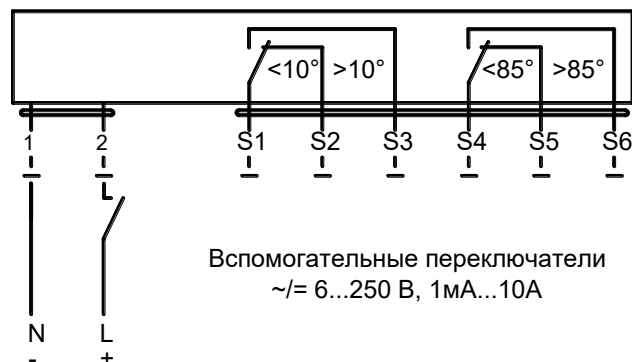 <10° >10° <85° >85°
1 2 S1 S2 S3 S4 S5 S6
Вспомогательные переключатели
~/= 6...250 В, 1мА...10А
N L
- +